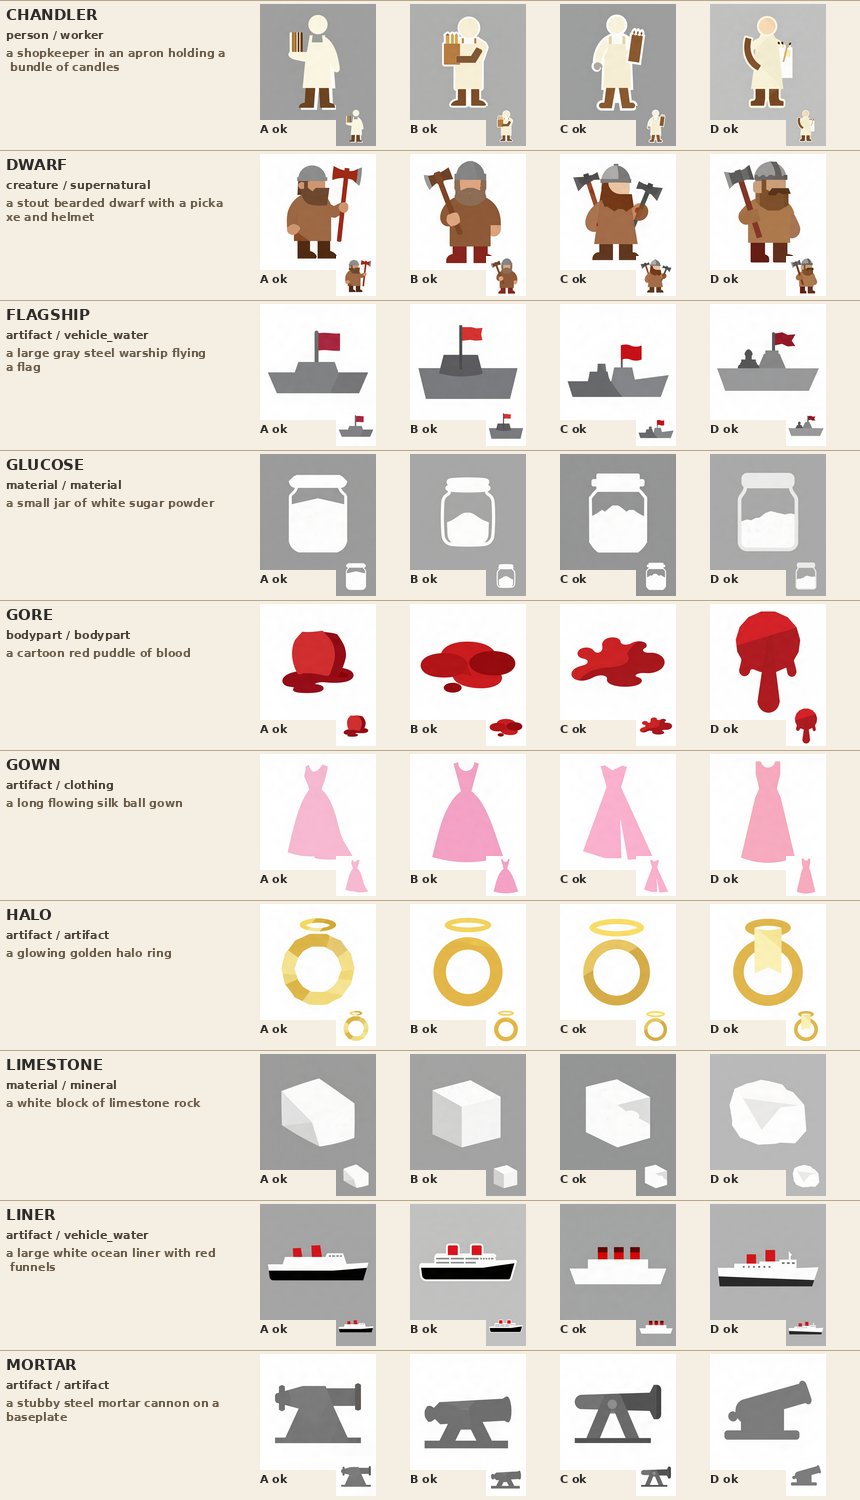 CHANDLER
person / worker
a shopkeeper in an apron holding a
bundle of candles
A ok
B ok
C ok
D ok
DWARF
creature / supernatural
a stout bearded dwarf with a picka
xe and helmet
A ok
B ok
C ok
D ok
FLAGSHIP
artifact / vehicle_water
a large gray steel warship flying
a flag
A ok
B ok
C ok
D ok
GLUCOSE
material / material
a small jar of white sugar powder
A ok
B ok
C ok
D ok
GORE
bodypart / bodypart
a cartoon red puddle of blood
A ok
B ok
C ok
D ok
GOWN
artifact / clothing
a long flowing silk ball gown
A ok
B ok
C ok
D ok
HALO
artifact / artifact
a glowing golden halo ring
A ok
B ok
C ok
D ok
LIMESTONE
material / mineral
a white block of limestone rock
A ok
B ok
C ok
D ok
LINER
artifact / vehicle_water
a large white ocean liner with red
funnels
A ok
B ok
C ok
D ok
MORTAR
artifact / artifact
a stubby steel mortar cannon on a
baseplate
A ok
B ok
C ok
D ok